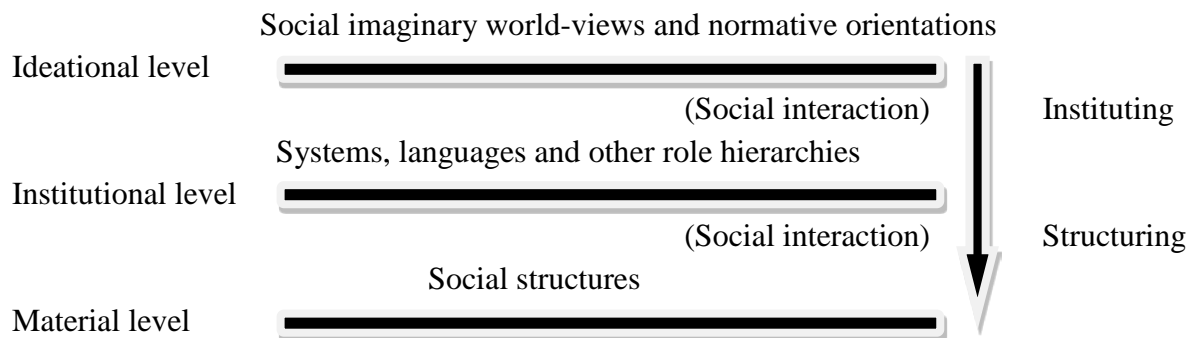 Social imaginary world-views and normative orientations
Ideational level
(Social interaction) Instituting
Systems, languages and other role hierarchies
Institutional level
(Social interaction) Structuring
Social structures
Material level